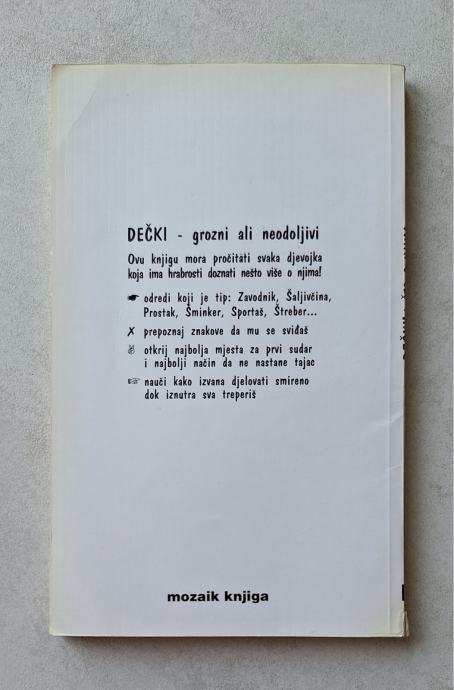 DEČKI - grozni ali neodoljivi
Ovu knjigu mora pročitati svaka djevojka
koja ima hrabrosti doznati nešto više o njima!
odredi koji je tip: Zavodnik, Šaljivčina,
Prostak, Šminker, Sportaš, Štreber...
prepoznaj znakove da mu se sviđaš
otkrij najbolja mjesta za prvi sudar
i najbolji način da ne nastane tajac
nauči kako izvana djelovati smireno
dok iznutra sva treperiš
mozaik knjiga